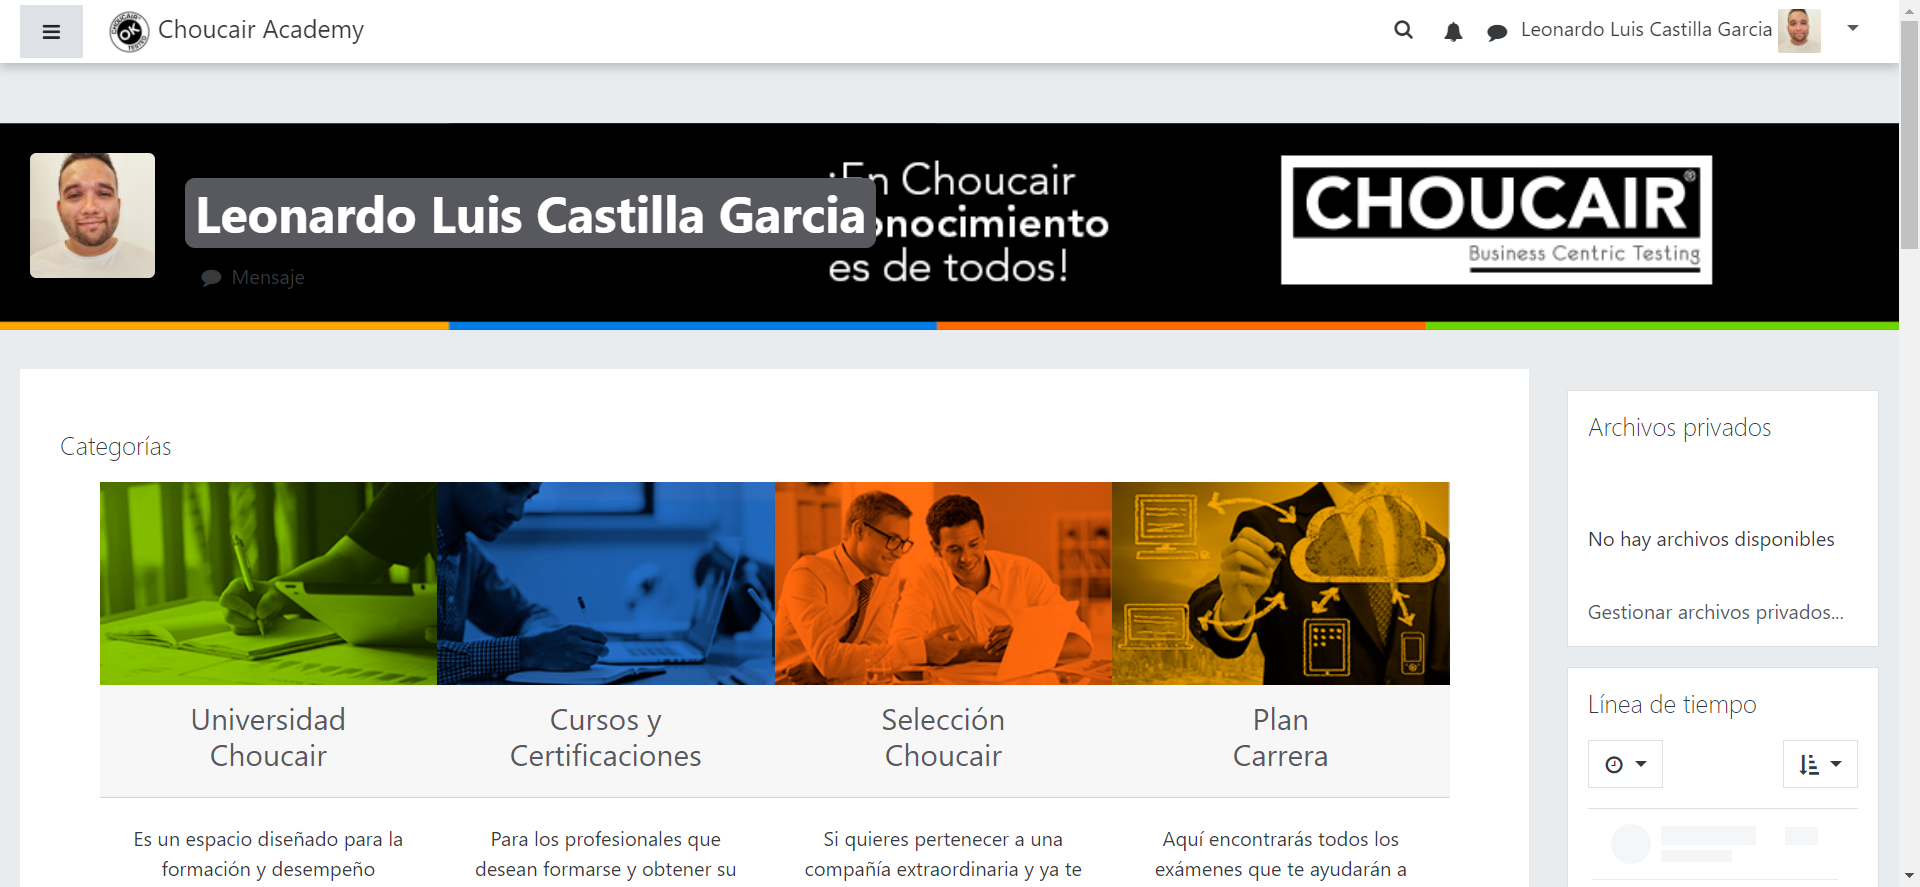 Choucair Academy
Leonardo Luis Castilla Garcia
Leonardo Luis Castilla Garcia
Mensaje
¡En Choucair
onocimiento
es de todos!
CHOUCAIR®
Business Centric Testing
Categorías
Universidad
Choucair
Cursos y
Certificaciones
Selección
Choucair
Plan
Carrera
Es un espacio diseñado para la
formación y desempeño
Para los profesionales que
desean formarse y obtener su
Si quieres pertenecer a una
compañía extraordinaria y ya te
Aquí encontrarás todos los
exámenes que te ayudarán a
Archivos privados
No hay archivos disponibles
Gestionar archivos privados...
Línea de tiempo